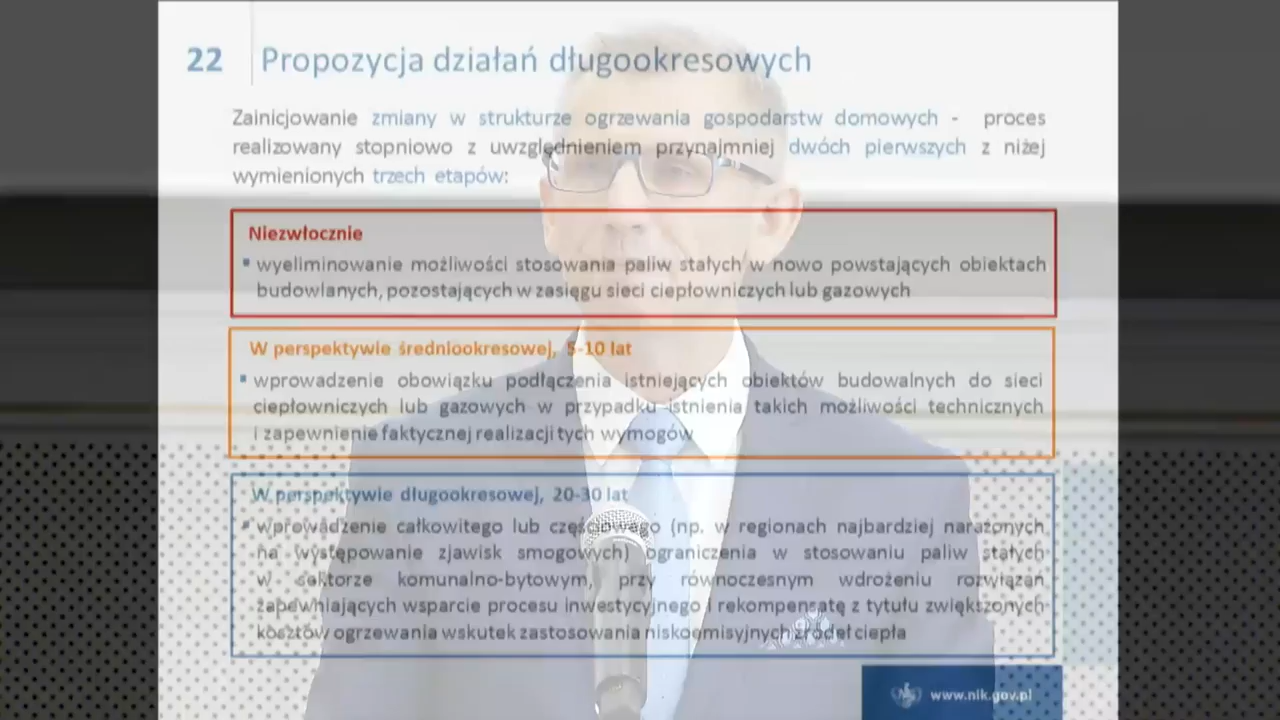 22 Propozycja działań długookresowych
Zainicjowanie zmiany w strukturze ogrzewania gospodarstw domowych - proces
realizowany stopniowo z uwzględnieniem przynajmniej dwóch pierwszych z niżej
wymienionych trzech etapów:
Niezwłocznie
▪ wyeliminowanie możliwości stosowania paliw stałych w nowo powstających obiektach
budowlanych, pozostających w zasięgu sieci ciepłowniczych lub gazowych
W perspektywie średniookresowej, 5-10 lat
▪ wprowadzenie obowiązku podłączenia istniejących obiektów budowalnych do sieci
ciepłowniczych lub gazowych w przypadku istnienia takich możliwości technicznych
i zapewnienie faktycznej realizacji tych wymogów
W perspektywie długookresowej, 20-30 lat
▪ wprowadzenie całkowitego lub częściowego (np. w regionach najbardziej narażonych
na występowanie zjawisk smogowych) ograniczenia w stosowaniu paliw stałych
w sektorze komunalno-bytowym, przy równoczesnym wdrożeniu rozwiązań
zapewniających wsparcie procesu inwestycyjnego i rekompensatę z tytułu zwiększonych
kosztów ogrzewania wskutek zastosowania niskoemisyjnych źródeł ciepła
www.nik.gov.pl